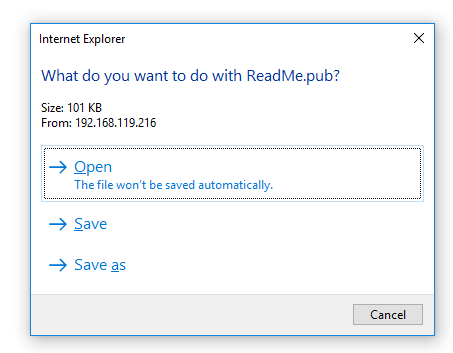 Internet Explorer
What do you want to do with ReadMe.pub?
Size: 101 KB
From: 192.168.119.216
Open
The file won't be saved automatically.
Save
Save as
Cancel